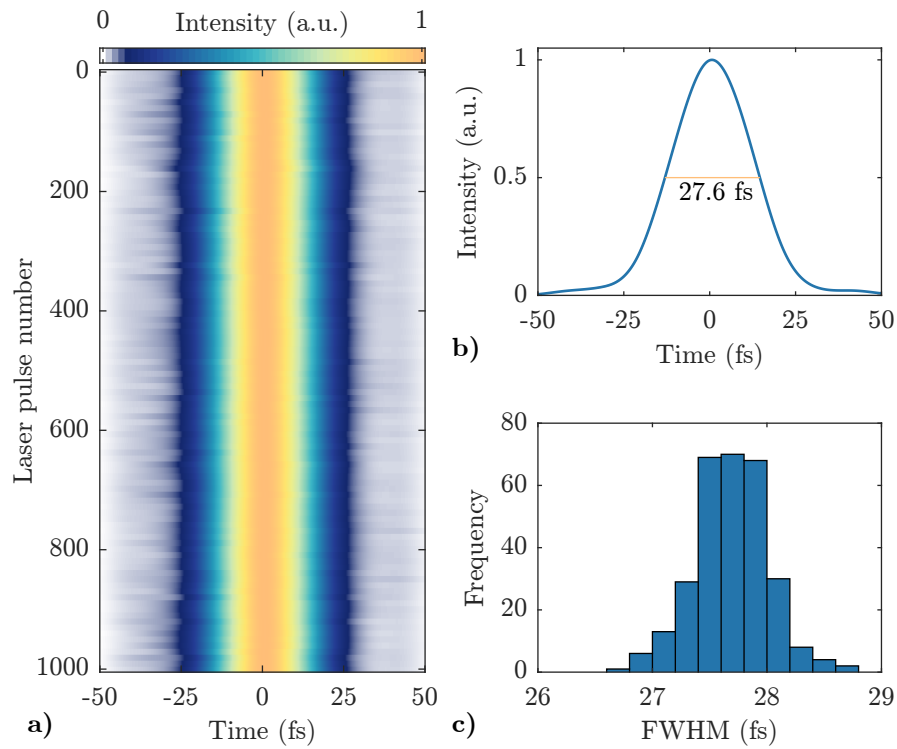 0 Intensity (a.u.) 1
0
200
400
600
800
1000
Laser pulse number
-50 -25 0 25 50
Time (fs)
a)
1
0.5
0
Intensity (a.u.)
27.6 fs
-50 -25 0 25 50
Time (fs)
b)
80
60
40
20
0
Frequency
26 27 28 29
FWHM (fs)
c)